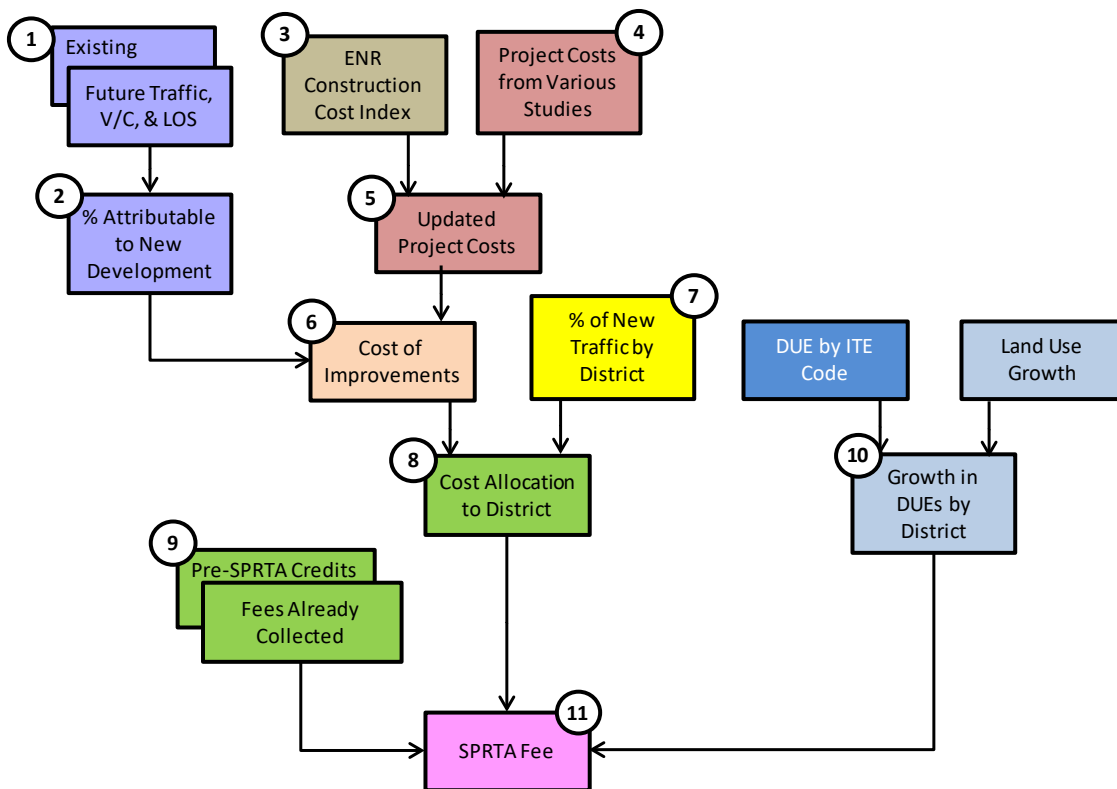 1
Existing
Future Traffic,
V/C, & LOS
3
ENR
Construction
Cost Index
4
Project Costs
from Various
Studies
2
% Attributable
to New
Development
5
Updated
Project Costs
6
Cost of
Improvements
7
% of New
Traffic by
District
DUE by ITE
Code
Land Use
Growth
8
Cost Allocation
to District
10
Growth in
DUEs by
District
9
Pre-SPRTA Credits
Fees Already
Collected
11
SPRTA Fee